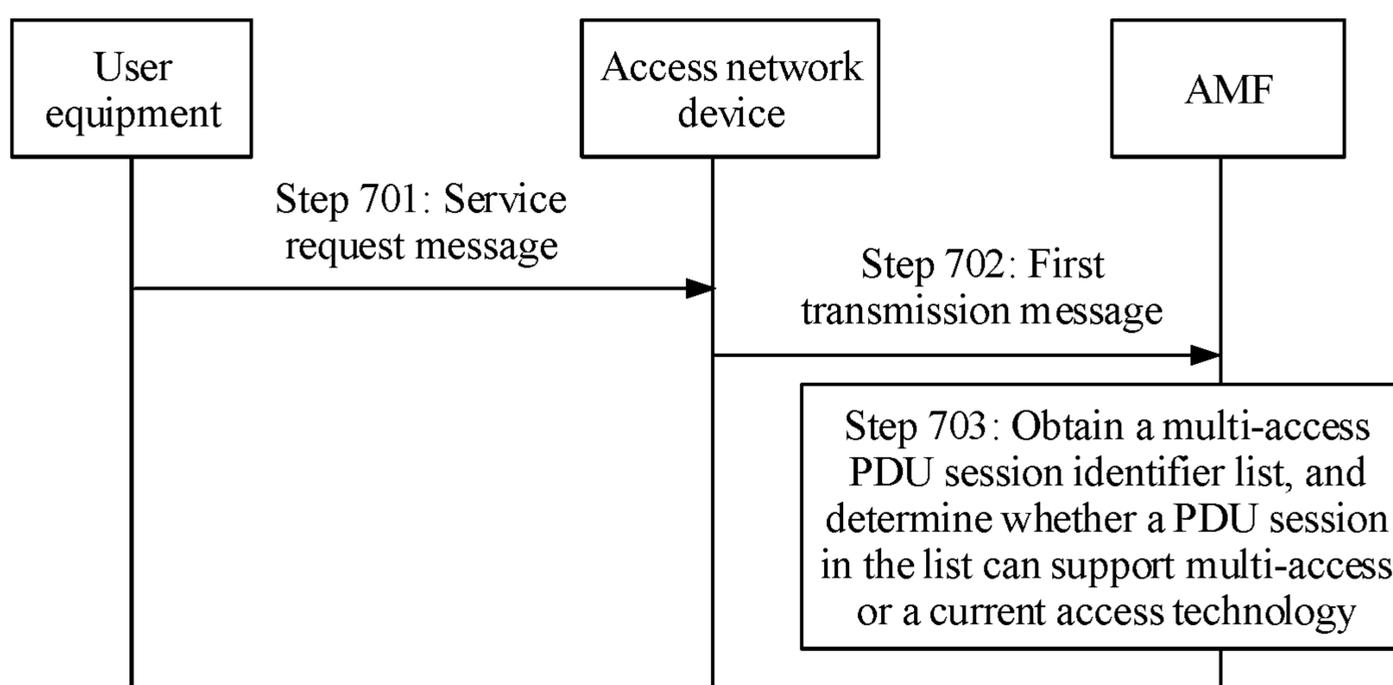 User
equipment
Access network
device
AMF
Step 701: Service
request message
Step 702: First
transmission message
Step 703: Obtain a multi-access
PDU session identifier list, and
determine whether a PDU session
in the list can support multi-access
or a current access technology